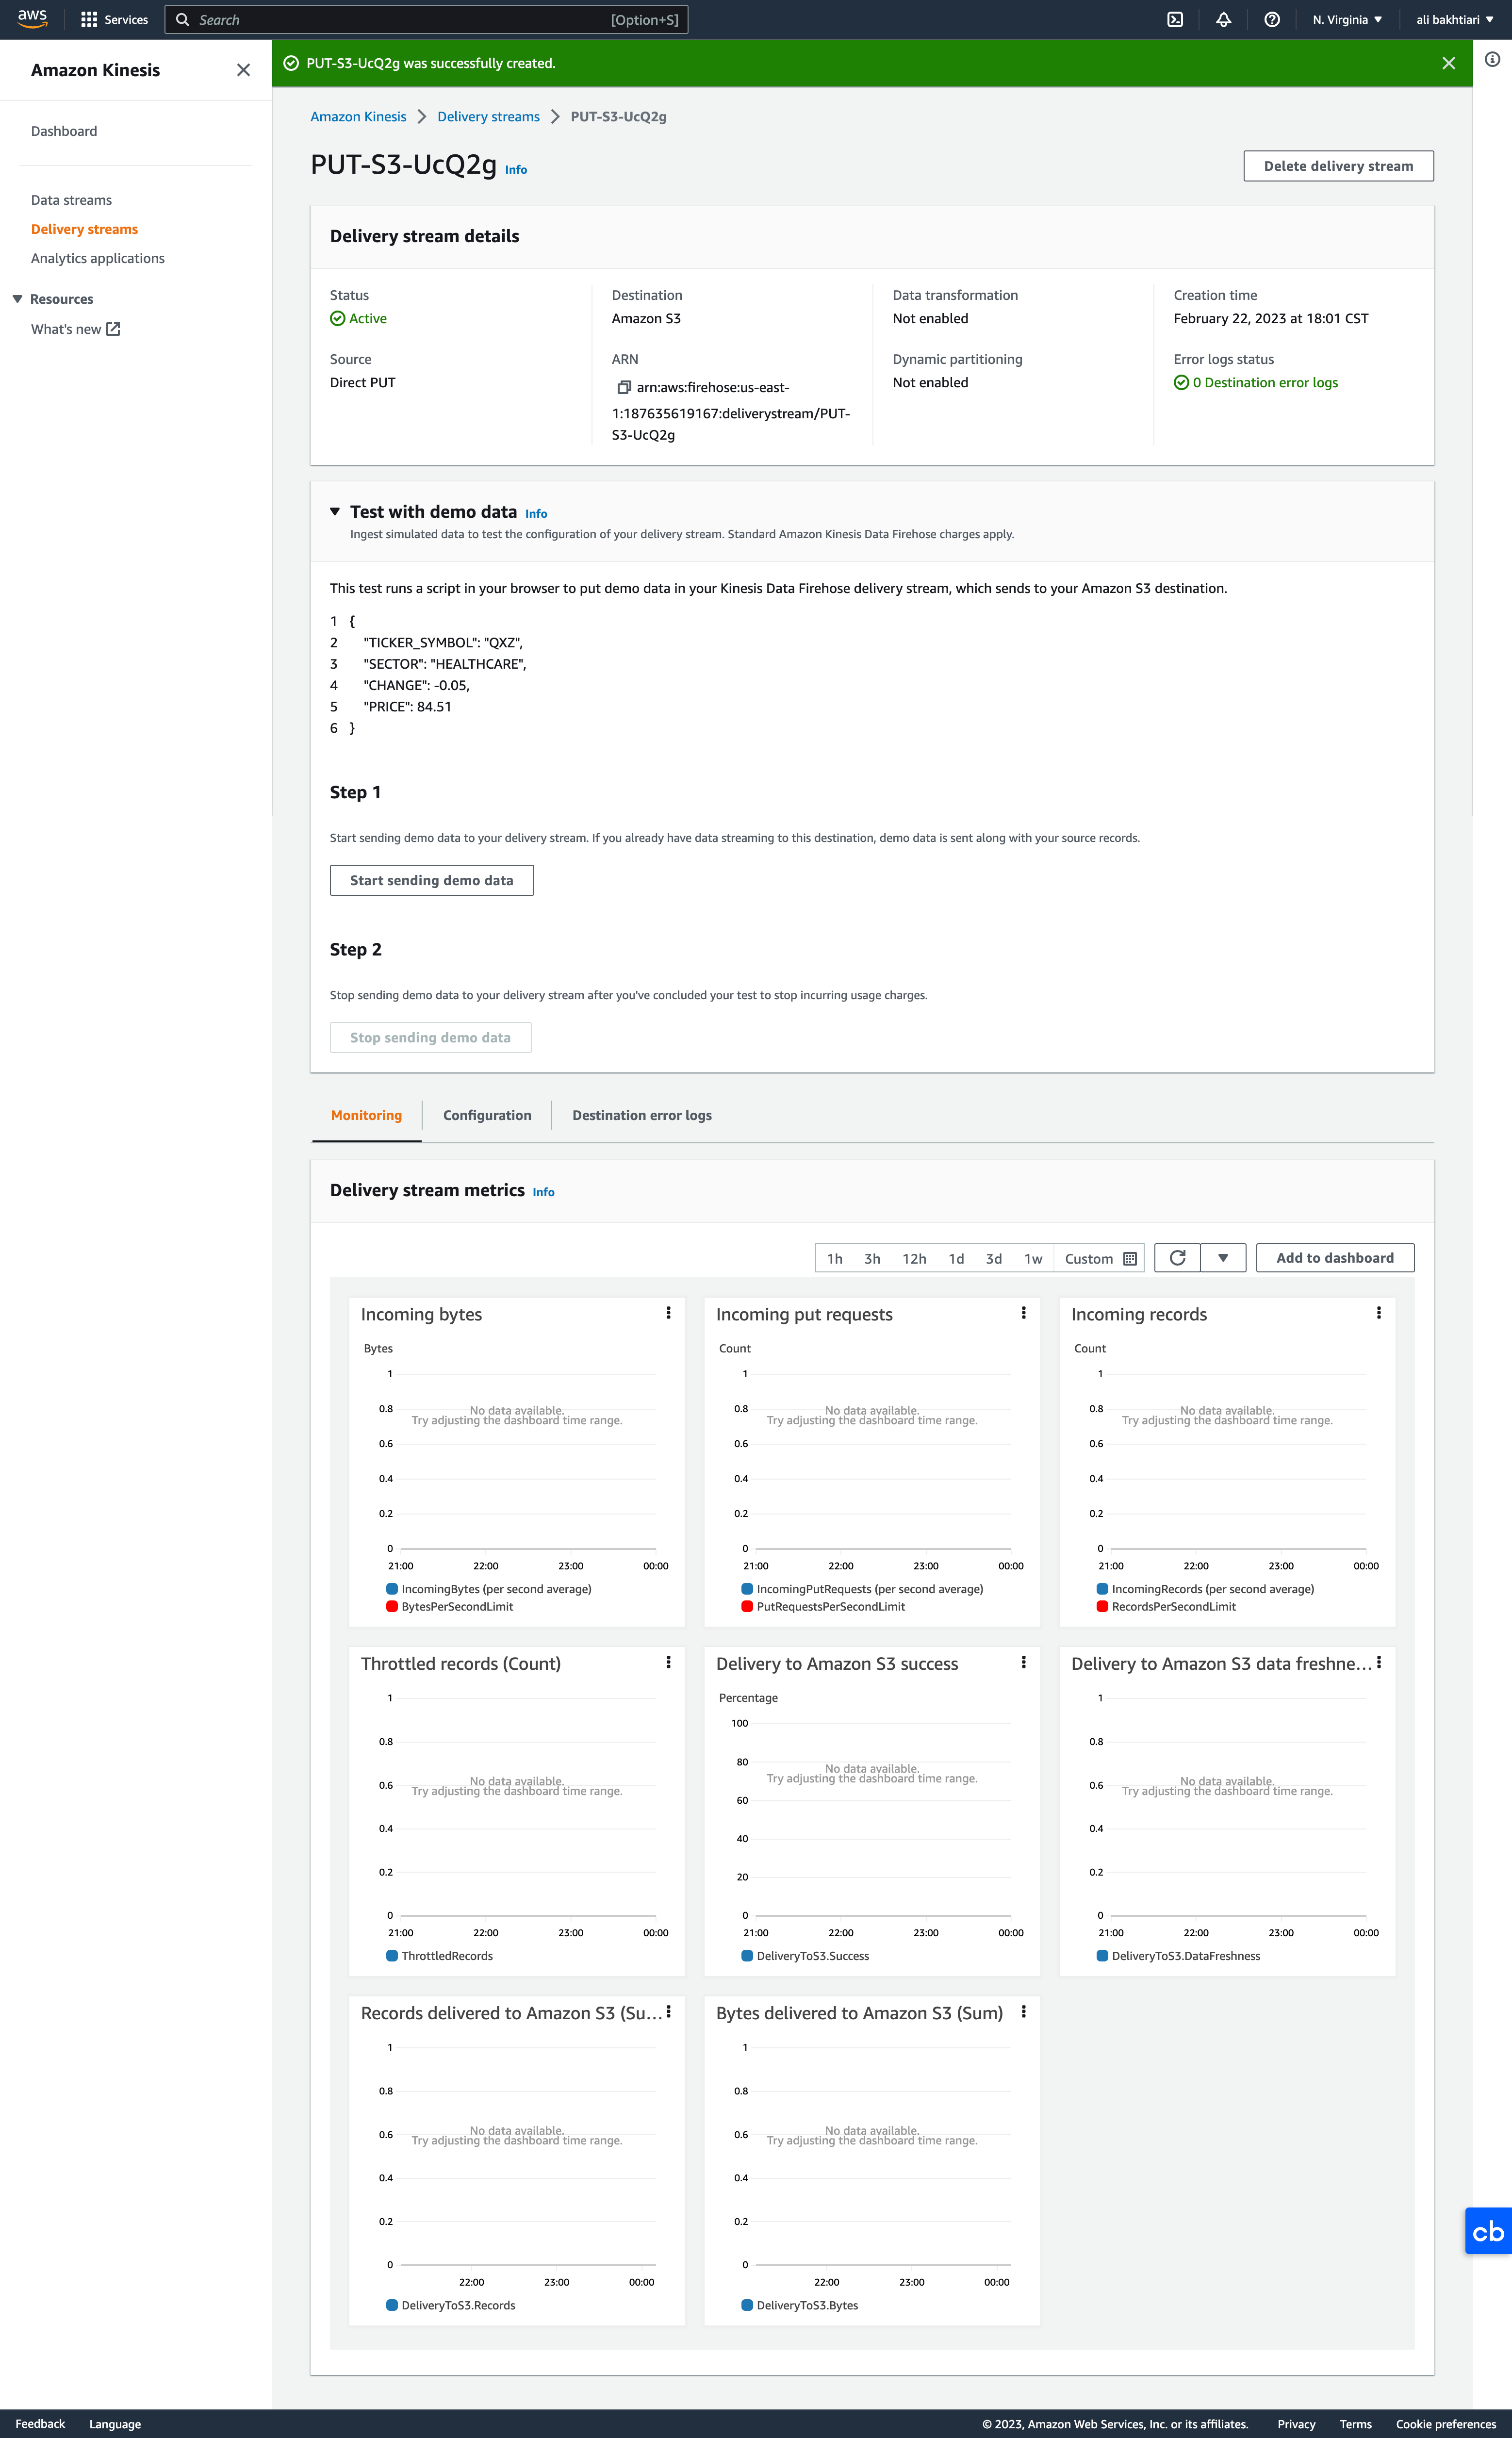 aws
Services
Search
[Option+S]
N. Virginia
ali bakhtiari
Amazon Kinesis
Dashboard
Data streams
Delivery streams
Analytics applications
Resources
What's new
PUT-S3-UcQ2g was successfully created.
Amazon Kinesis
Delivery streams
PUT-S3-UcQ2g
PUT-S3-UcQ2g Info
Delete delivery stream
Delivery stream details
Status
Active
Source
Direct PUT
Destination
Amazon S3
ARN
arn:aws:firehose:us-east-
1:187635619167:deliverystream/PUT-
S3-UcQ2g
Data transformation
Not enabled
Dynamic partitioning
Not enabled
Creation time
February 22, 2023 at 18:01 CST
Error logs status
0 Destination error logs
Test with demo data Info
Ingest simulated data to test the configuration of your delivery stream. Standard Amazon Kinesis Data Firehose charges apply.
This test runs a script in your browser to put demo data in your Kinesis Data Firehose delivery stream, which sends to your Amazon S3 destination.
1 {
2 "TICKER_SYMBOL": "QXZ",
3 "SECTOR": "HEALTHCARE",
4 "CHANGE": -0.05,
5 "PRICE": 84.51
6 }
Step 1
Start sending demo data to your delivery stream. If you already have data streaming to this destination, demo data is sent along with your source records.
Start sending demo data
Step 2
Stop sending demo data to your delivery stream after you've concluded your test to stop incurring usage charges.
Stop sending demo data
Monitoring
Configuration
Destination error logs
Delivery stream metrics Info
1h 3h 12h 1d 3d 1w Custom
Add to dashboard
Incoming bytes
Bytes
1
0.8
0.6
0.4
0.2
0
No data available.
Try adjusting the dashboard time range.
21:00 22:00 23:00 00:00
IncomingBytes (per second average)
BytesPerSecondLimit
Incoming put requests
Count
1
0.8
0.6
0.4
0.2
0
No data available.
Try adjusting the dashboard time range.
21:00 22:00 23:00 00:00
IncomingPutRequests (per second average)
PutRequestsPerSecondLimit
Incoming records
Count
1
0.8
0.6
0.4
0.2
0
No data available.
Try adjusting the dashboard time range.
21:00 22:00 23:00 00:00
IncomingRecords (per second average)
RecordsPerSecondLimit
Throttled records (Count)
1
0.8
0.6
0.4
0.2
0
No data available.
Try adjusting the dashboard time range.
21:00 22:00 23:00 00:00
ThrottledRecords
Delivery to Amazon S3 success
Percentage
100
80
60
40
20
0
No data available.
Try adjusting the dashboard time range.
21:00 22:00 23:00 00:00
DeliveryToS3.Success
Delivery to Amazon S3 data freshne...
1
0.8
0.6
0.4
0.2
0
No data available.
Try adjusting the dashboard time range.
21:00 22:00 23:00 00:00
DeliveryToS3.DataFreshness
Records delivered to Amazon S3 (Su...
1
0.8
0.6
0.4
0.2
0
No data available.
Try adjusting the dashboard time range.
22:00 23:00 00:00
DeliveryToS3.Records
Bytes delivered to Amazon S3 (Sum)
1
0.8
0.6
0.4
0.2
0
No data available.
Try adjusting the dashboard time range.
22:00 23:00 00:00
DeliveryToS3.Bytes
cb
Feedback
Language
© 2023, Amazon Web Services, Inc. or its affiliates.
Privacy
Terms
Cookie preferences